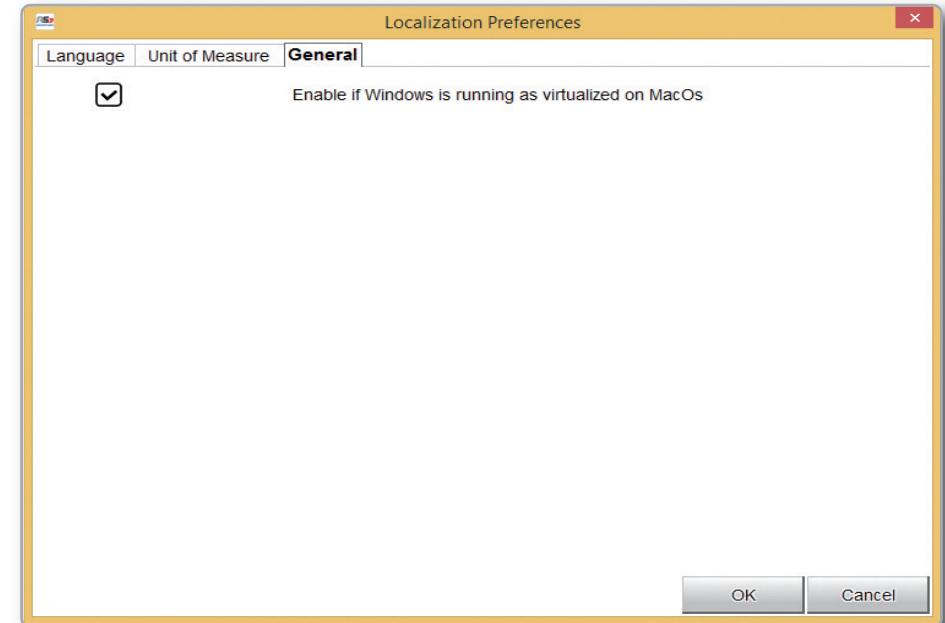 Localization Preferences
Language Unit of Measure General
Enable if Windows is running as virtualized on MacOs
OK Cancel